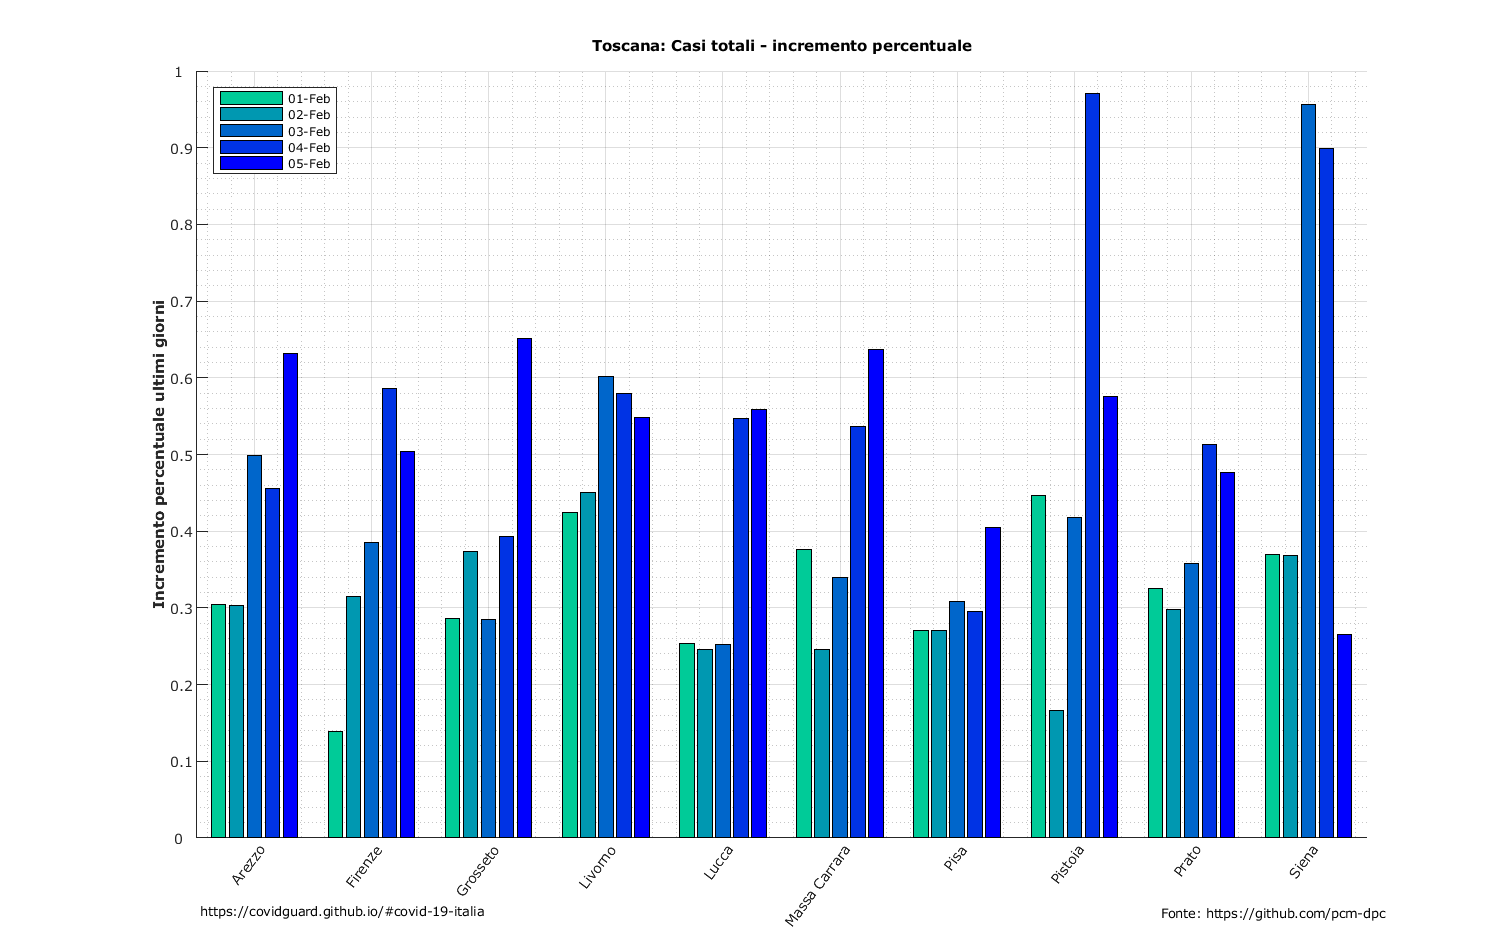 Toscana: Casi totali - incremento percentuale
Incremento percentuale ultimi giorni
1
0.9
0.8
0.7
0.6
0.5
0.4
0.3
0.2
0.1
0
01-Feb
02-Feb
03-Feb
04-Feb
05-Feb
Arezzo
Firenze
Grosseto
Livorno
Lucca
Massa Carrara
Pisa
Pistoia
Prato
Siena
https://covidguard.github.io/#covid-19-italia
Fonte: https://github.com/pcm-dpc